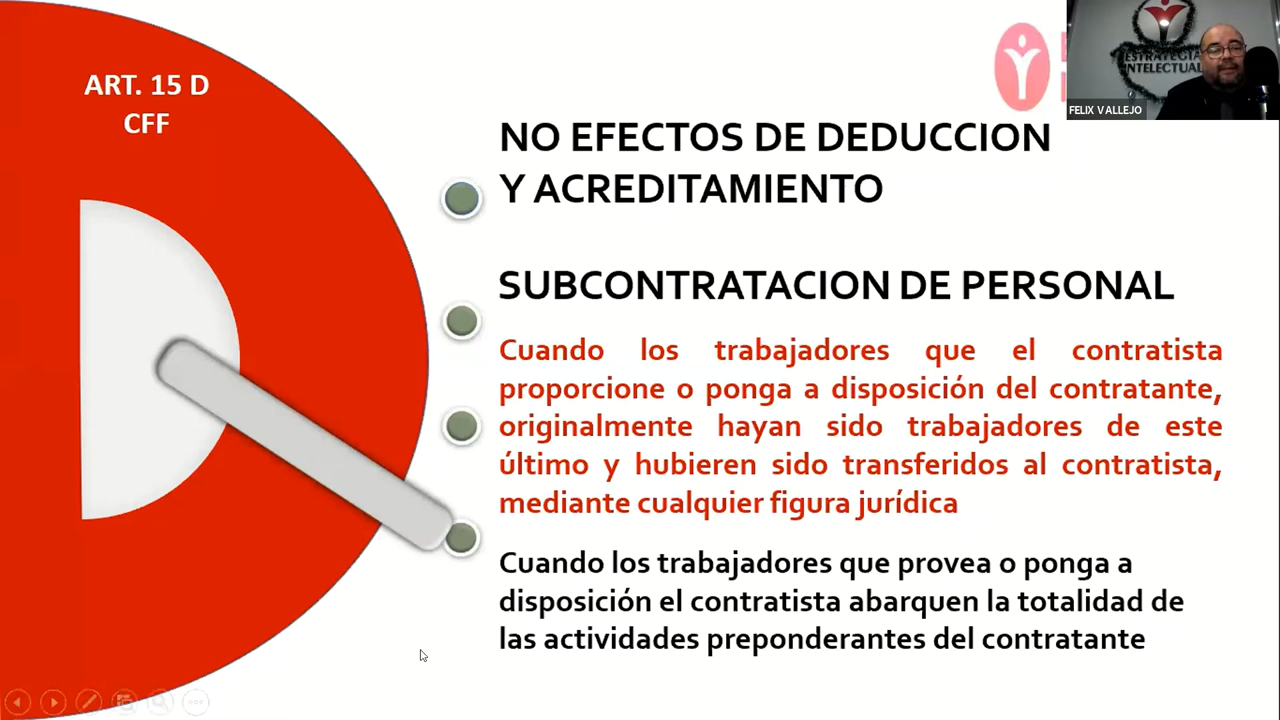 ART. 15 D
CFF
NO EFECTOS DE DEDUCCION
Y ACREDITAMIENTO
SUBCONTRATACION DE PERSONAL
Cuando los trabajadores que el contratista
proporcione o ponga a disposición del contratante,
originalmente hayan sido trabajadores de este
último y hubieren sido transferidos al contratista,
mediante cualquier figura jurídica
Cuando los trabajadores que provea o ponga a
disposición el contratista abarquen la totalidad de
las actividades preponderantes del contratante
ESTRATEGIA
INTELECTUAL
FELIX VALLEJO